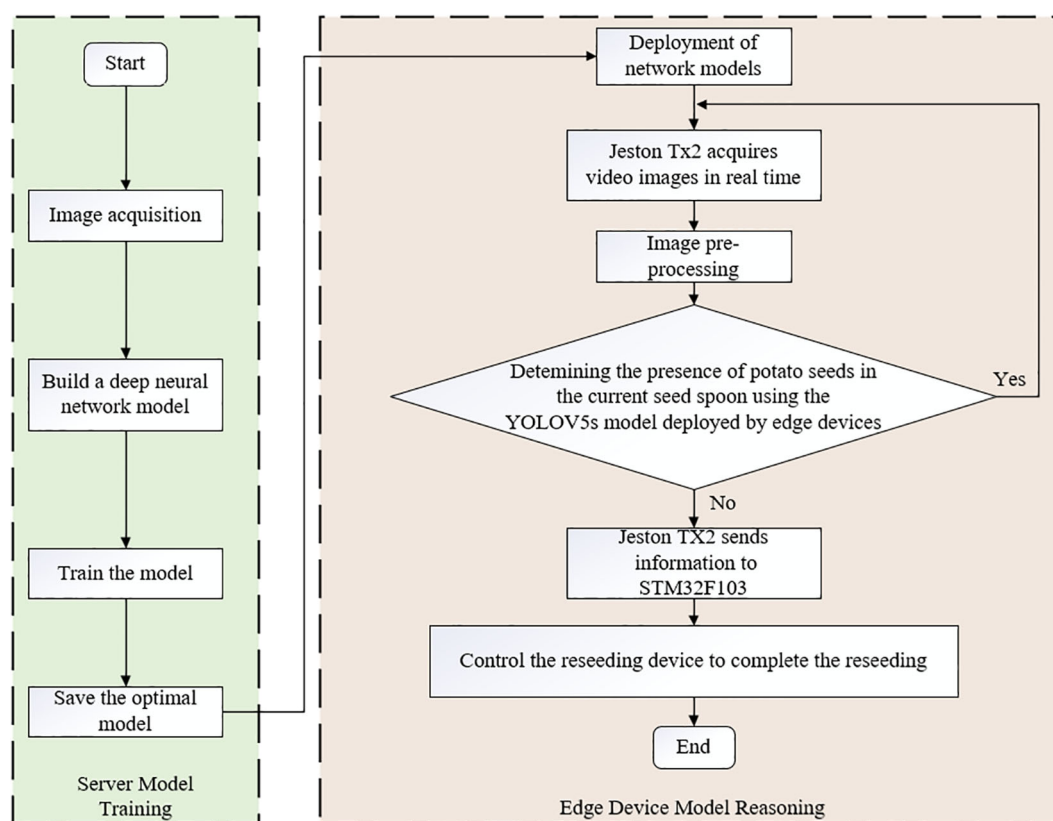 Start
Image acquisition
Build a deep neural
network model
Train the model
Save the optimal
model
Server Model
Training
Deployment of
network models
Jeston Tx2 acquires
video images in real time
Image pre-
processing
Detemining the presence of potato seeds in
the current seed spoon using the
YOLOV5s model deployed by edge devices
Yes
No
Jeston TX2 sends
information to
STM32F103
Control the reseeding device to complete the reseeding
End
Edge Device Model Reasoning